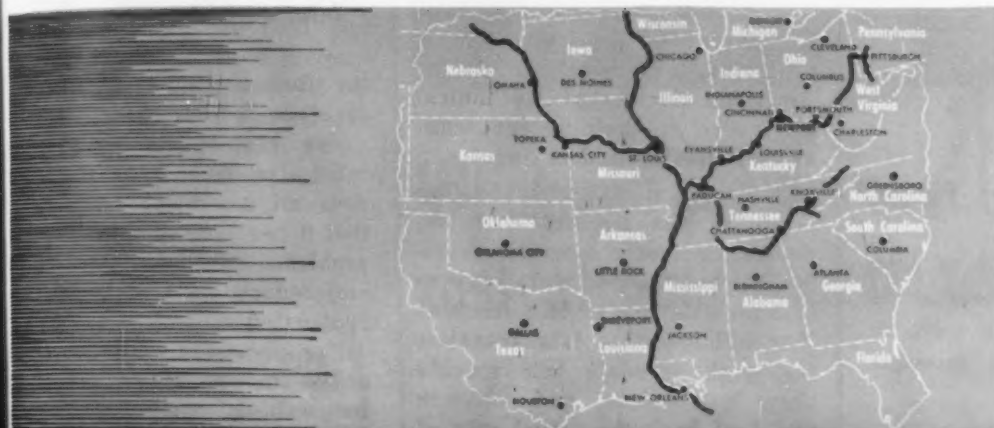 Wisconsin
Michigan
DETROIT
Pennsylvania
CLEVELAND
PITTSBURGH
Iowa
CHICAGO
Ohio
Nebraska
DES MOINES
Indiana
COLUMBUS
OMAHA
Illinois
INDIANAPOLIS
West
Virginia
CINCINNATI
PORTSMOUTH
NEWPORT
CHARLESTON
TOPEKA
KANSAS CITY
ST. LOUIS
EVANSVILLE
LOUISVILLE
Kansas
Missouri
Kentucky
PADUCAH
NASHVILLE
KNOXVILLE
GREENSBORO
North Carolina
Tennessee
CHATTANOOGA
Oklahoma
Arkansas
South Carolina
OKLAHOMA CITY
COLUMBIA
LITTLE ROCK
ATLANTA
Mississippi
BIRMINGHAM
Georgia
Alabama
DALLAS
SHREVEPORT
JACKSON
Texas
Louisiana
Florida
NEW ORLEANS
HOUSTON